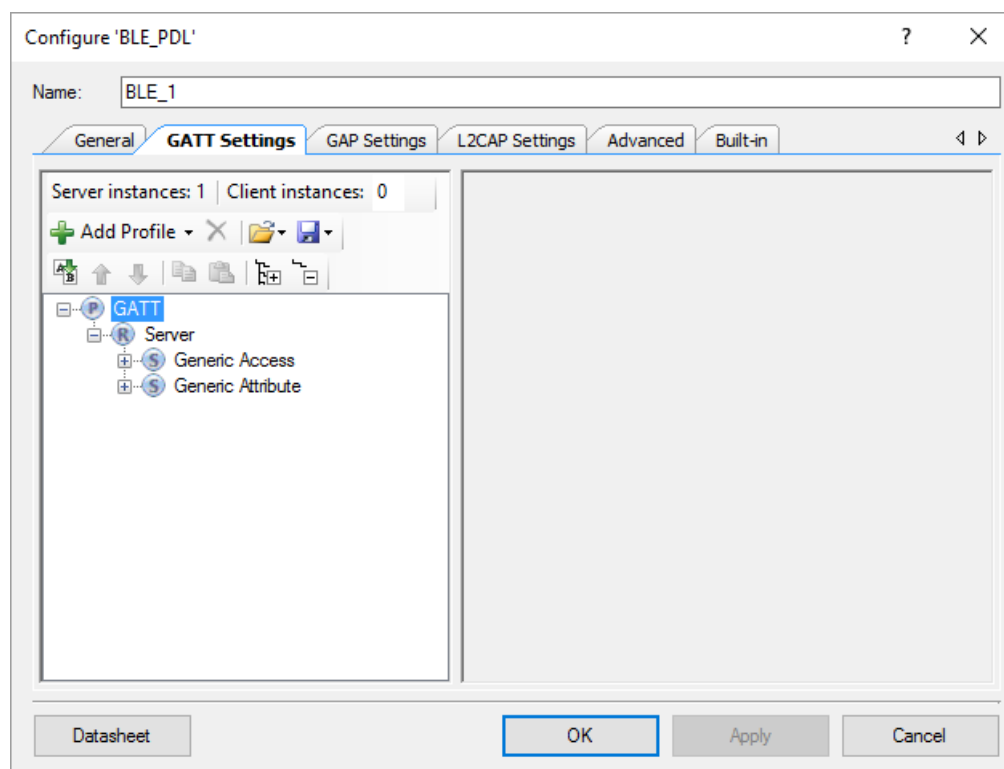 Configure 'BLE_PDL' ?
Name: BLE_1
General GATT Settings GAP Settings L2CAP Settings Advanced Built-in
Server instances: 1 Client instances: 0
Add Profile
A B
P GATT
R Server
S Generic Access
S Generic Attribute
Datasheet OK Apply Cancel